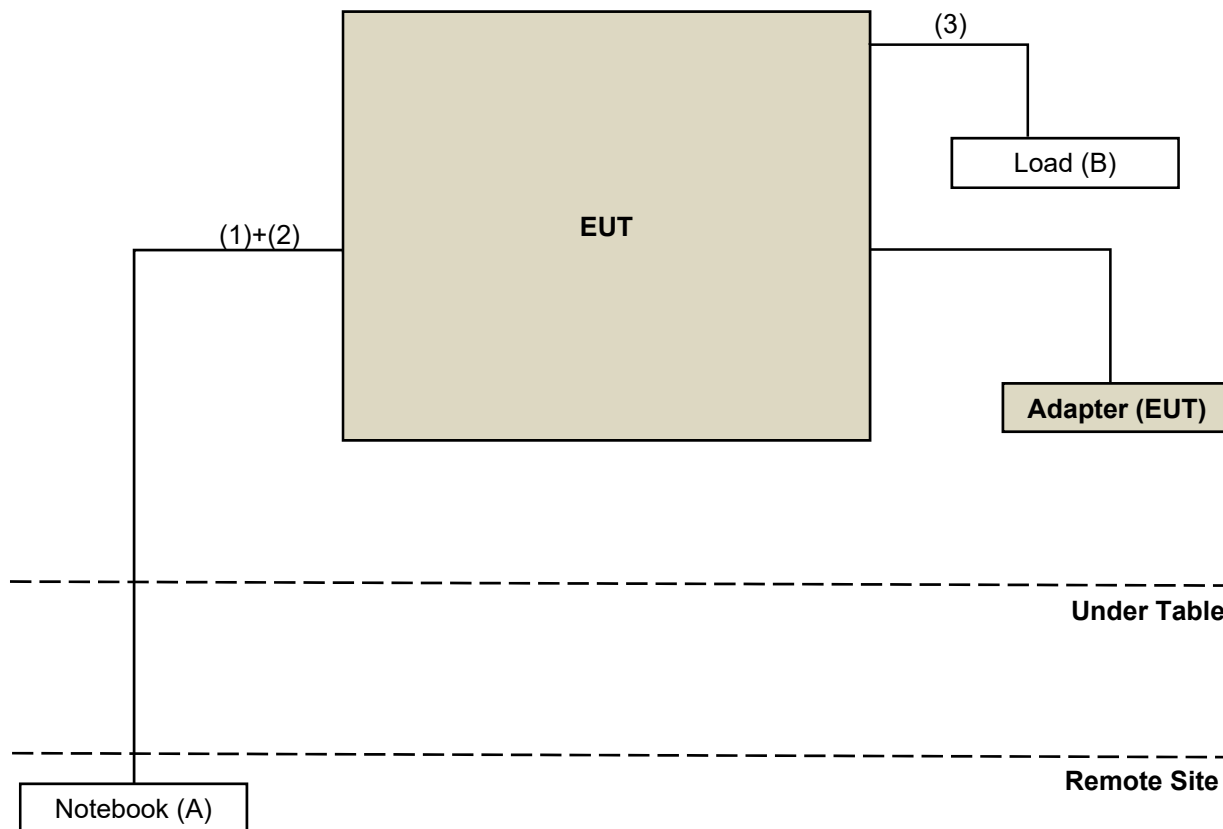 (3)
Load (B)
EUT
(1)+(2)
Adapter (EUT)
Under Table
Remote Site
Notebook (A)